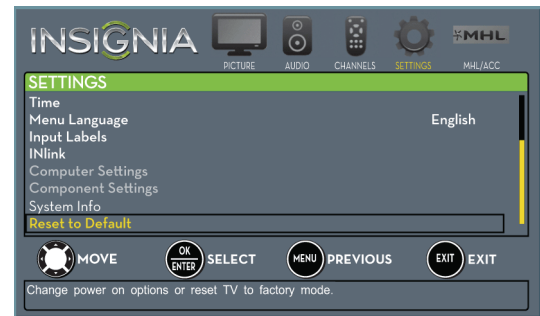 INSIGNIA
MHL
PICTURE AUDIO CHANNELS SETTINGS MHL/ACC
SETTINGS
Time
Menu Language English
Input Labels
INlink
Computer Settings
Component Settings
System Info
Reset to Default
MOVE OK ENTER SELECT MENU PREVIOUS EXIT EXIT
Change power on options or reset TV to factory mode.